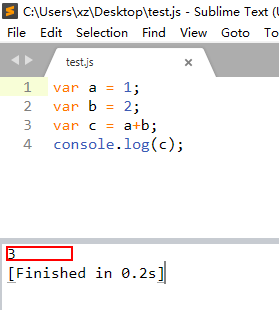 C:\Users\xz\Desktop\test.js - Sublime Text (U
File Edit Selection Find View Goto To
test.js
1 var a = 1;
2 var b = 2;
3 var c = a+b;
4 console.log(c);
3
[Finished in 0.2s]